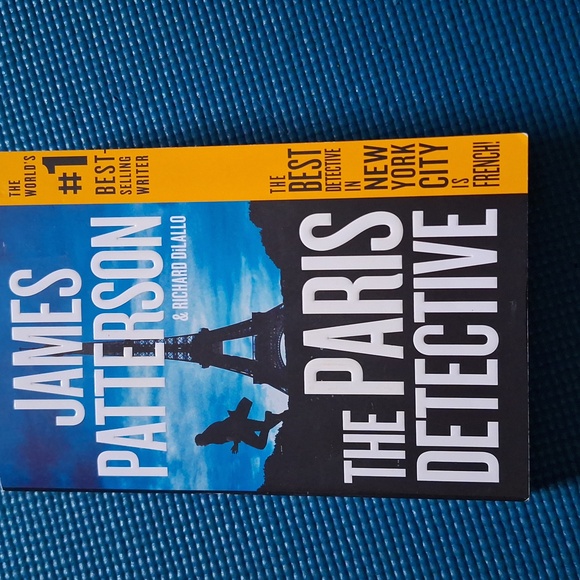 THE
WORLD'S
#1
BEST-
SELLING
WRITER
THE
BEST
DETECTIVE
IN
NEW
YORK
CITY
IS
FRENCH!
JAMES
PATTERSON
& RICHARD DiLALLO
THE PARIS
DETECTIVE